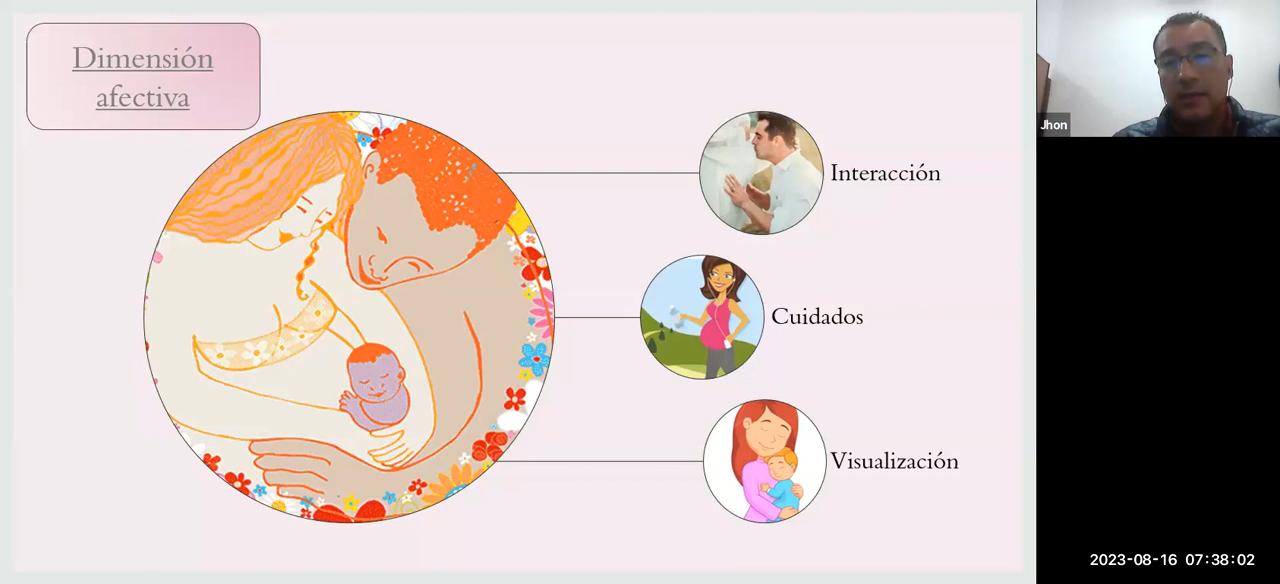 Dimensión
afectiva
Interacción
Cuidados
Visualización
Jhon
2023-08-16 07:38:02